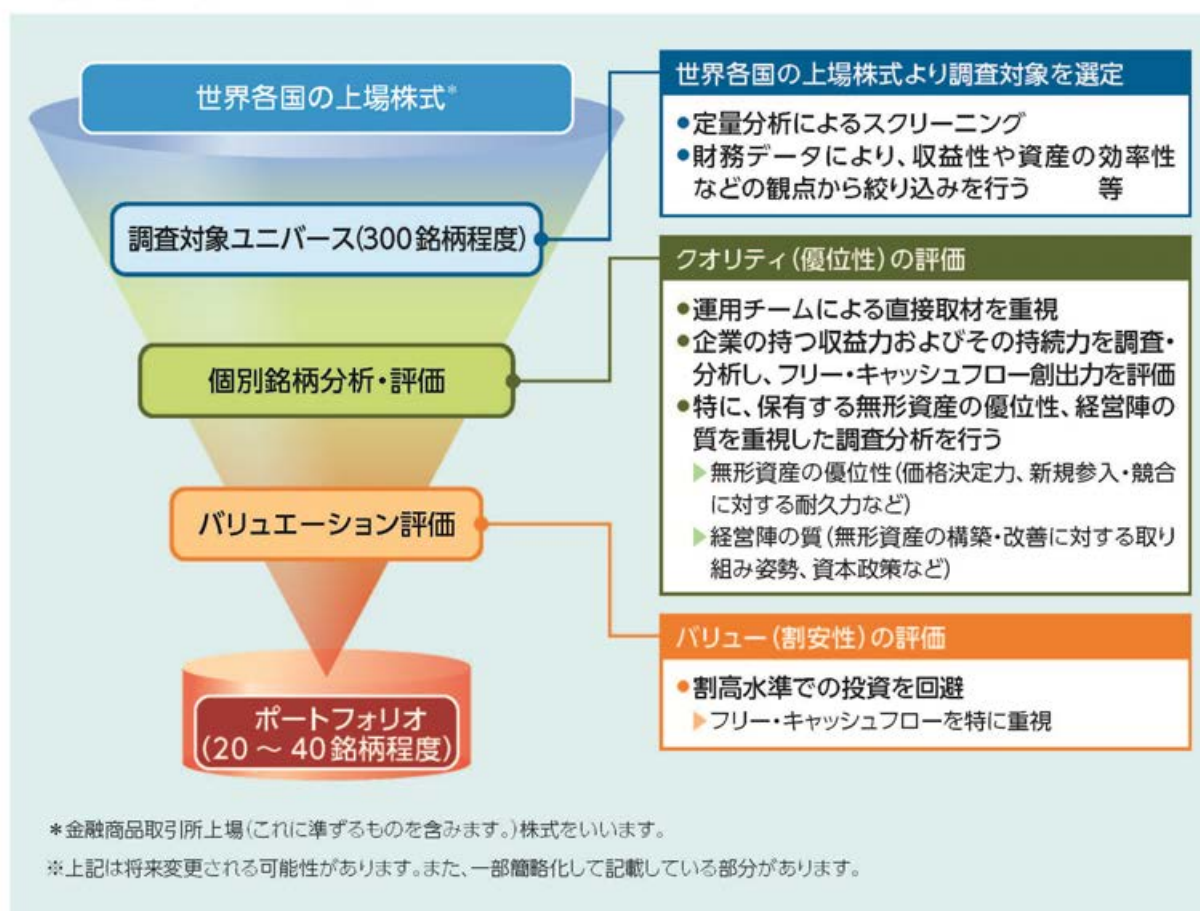 世界各国の上場株式*
調査対象ユニバース(300銘柄程度)
個別銘柄分析・評価
バリュエーション評価
ポートフォリオ
(20～40銘柄程度)
世界各国の上場株式より調査対象を選定
●定量分析によるスクリーニング
●財務データにより、収益性や資産の効率性
などの観点から絞り込みを行う 等
クオリティ(優位性)の評価
●運用チームによる直接取材を重視
●企業の持つ収益力およびその持続力を調査・
分析し、フリー・キャッシュフロー創出力を評価
●特に、保有する無形資産の優位性、経営陣の
質を重視した調査分析を行う
▶無形資産の優位性(価格決定力、新規参入・競合
に対する耐久力など)
▶経営陣の質(無形資産の構築・改善に対する取り
組み姿勢、資本政策など)
バリュー(割安性)の評価
●割高水準での投資を回避
▶フリー・キャッシュフローを特に重視
*金融商品取引所上場(これに準ずるものを含みます。)株式をいいます。
※上記は将来変更される可能性があります。また、一部簡略化して記載している部分があります。